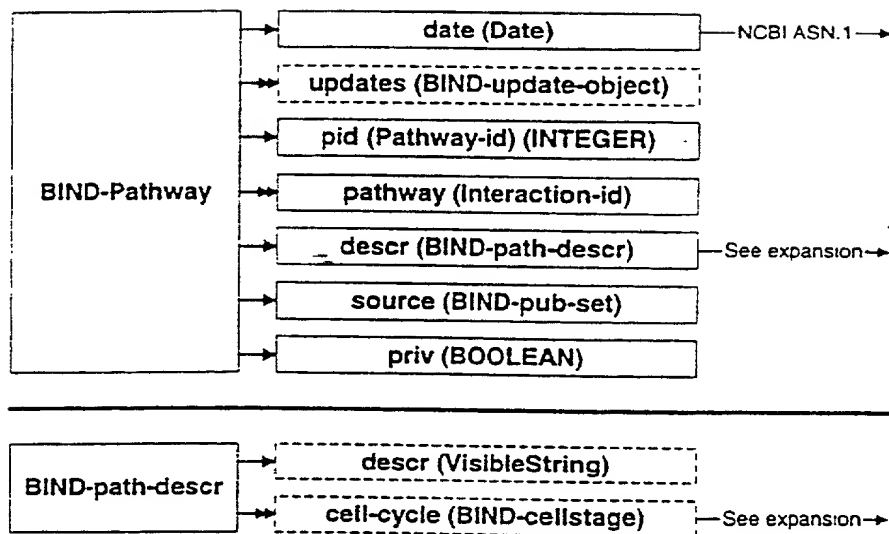 date (Date)
NCBI ASN.1
updates (BIND-update-object)
pid (Pathway-id) (INTEGER)
BIND-Pathway
pathway (Interaction-id)
descr (BIND-path-descr)
See expansion
source (BIND-pub-set)
priv (BOOLEAN)
descr (VisibleString)
BIND-path-descr
cell-cycle (BIND-cellstage)
See expansion